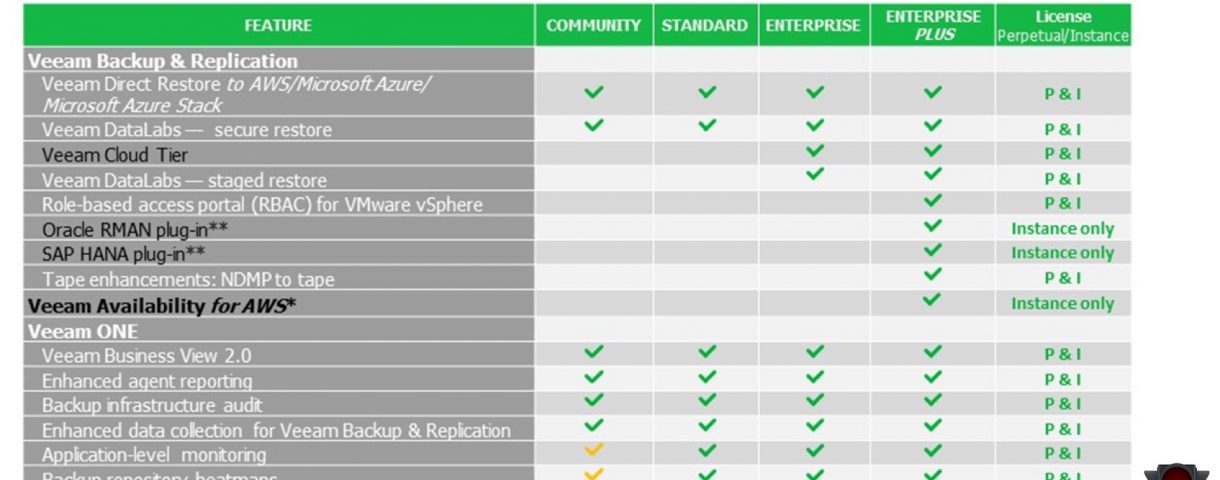 FEATURE COMMUNITY STANDARD ENTERPRISE ENTERPRISE PLUS License Perpetual/Instance
Veeam Backup & Replication
Veeam Direct Restore to AWS/Microsoft Azure/
Microsoft Azure Stack P & I
Veeam DataLabs — secure restore P & I
Veeam Cloud Tier P & I
Veeam DataLabs — staged restore P & I
Role-based access portal (RBAC) for VMware vSphere P & I
Oracle RMAN plug-in** Instance only
SAP HANA plug-in** Instance only
Tape enhancements: NDMP to tape P & I
Veeam Availability for AWS* Instance only
Veeam ONE
Veeam Business View 2.0 P & I
Enhanced agent reporting P & I
Backup infrastructure audit P & I
Enhanced data collection for Veeam Backup & Replication P & I
Application-level monitoring P & I
Backup repository heatmaps P & I